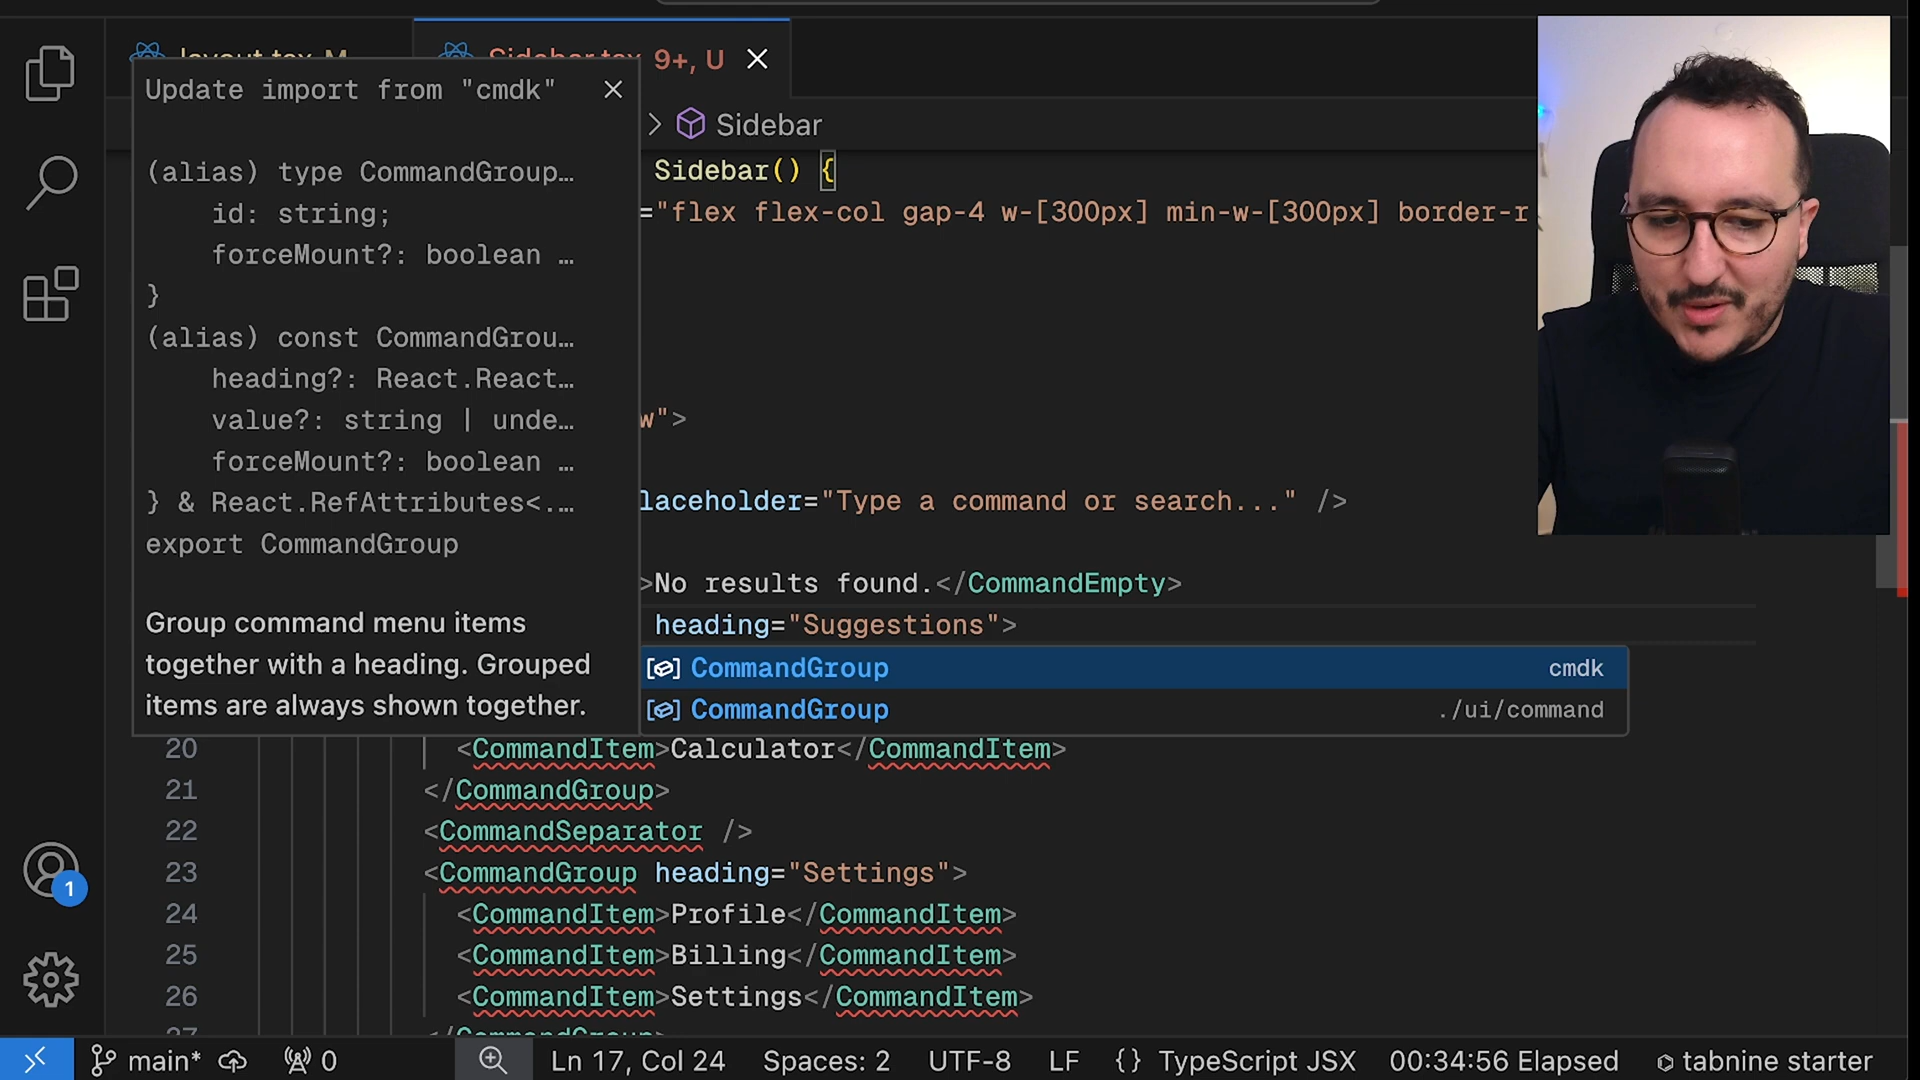 layout.tsx M
Sidebar.tsx 9+, U
Update import from "cmdk"
Sidebar
(alias) type CommandGroup…
id: string;
forceMount?: boolean …
}
(alias) const CommandGrou…
heading?: React.React…
value?: string | unde…
forceMount?: boolean …
} & React.RefAttributes<.…
export CommandGroup
Group command menu items
together with a heading. Grouped
items are always shown together.
Sidebar() {
="flex flex-col gap-4 w-[300px] min-w-[300px] border-r
w">
laceholder="Type a command or search..." />
>No results found.</CommandEmpty>
heading="Suggestions">
CommandGroup cmdk
CommandGroup ./ui/command
20 <CommandItem>Calculator</CommandItem>
21 </CommandGroup>
22 <CommandSeparator />
23 <CommandGroup heading="Settings">
24 <CommandItem>Profile</CommandItem>
25 <CommandItem>Billing</CommandItem>
26 <CommandItem>Settings</CommandItem>
27 </CommandGroup>
1
main* 0 Ln 17, Col 24 Spaces: 2 UTF-8 LF {} TypeScript JSX 00:34:56 Elapsed tabnine starter